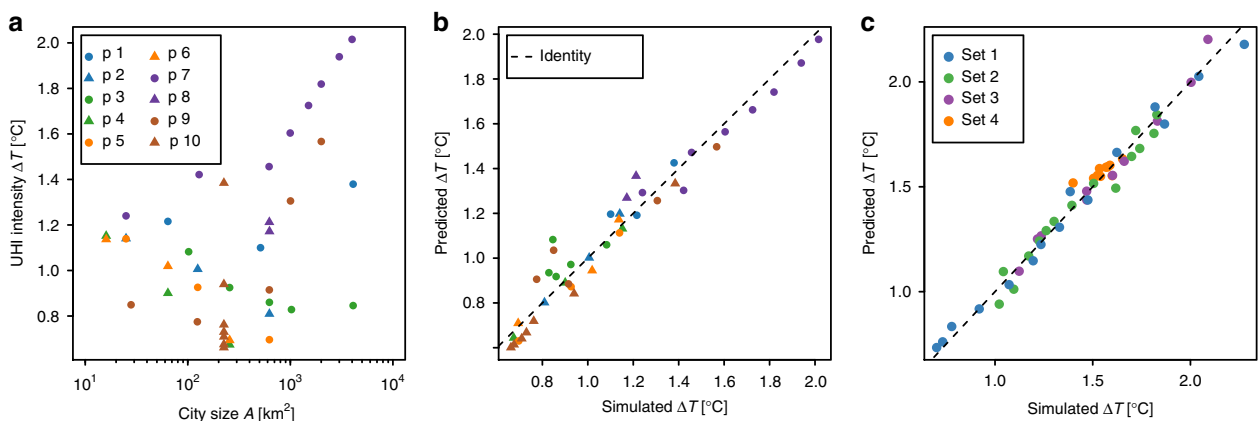 a
UHI intensity ΔT [°C]
2.0
1.6
1.2
1.0
0.8
p 1
p 2
p 3
p 4
p 5
p 6
p 7
p 8
p 9
p 10
10¹
10²
10³
10⁴
City size A [km²]
b
Predicted ΔT [°C]
2.0
1.8
1.6
1.4
1.2
1.0
0.8
Identity
0.8
1.0
1.2
1.4
1.6
1.8
2.0
Simulated ΔT [°C]
c
Predicted ΔT [°C]
2.0
1.5
1.0
Set 1
Set 2
Set 3
Set 4
1.0
1.5
2.0
Simulated ΔT [°C]